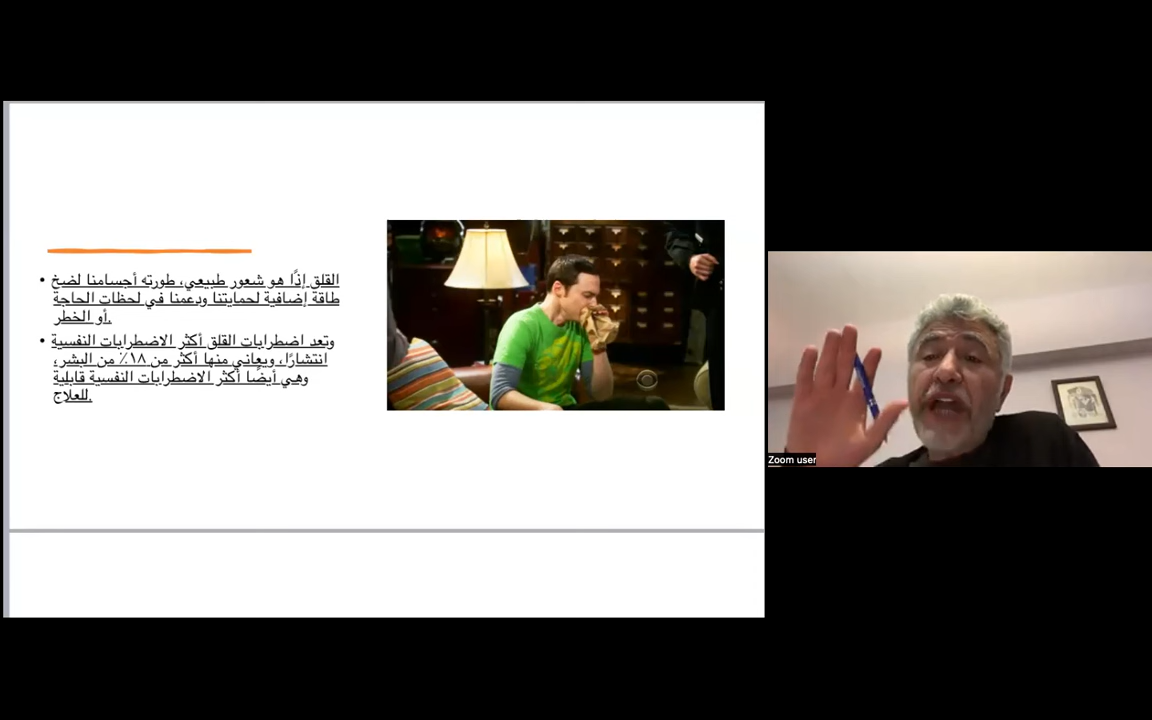 • القلق إذًا هو شعور طبيعي، طورته أجسامنا لضخ
طاقة إضافية لحمايتنا ودعمنا في لحظات الحاجة
أو الخطر.
• وتعد اضطرابات القلق أكثر الاضطرابات النفسية
انتشارًا، ويعاني منها أكثر من ١٨٪ من البشر،
وهي أيضًا أكثر الاضطرابات النفسية قابلية
للعلاج.
Zoom user